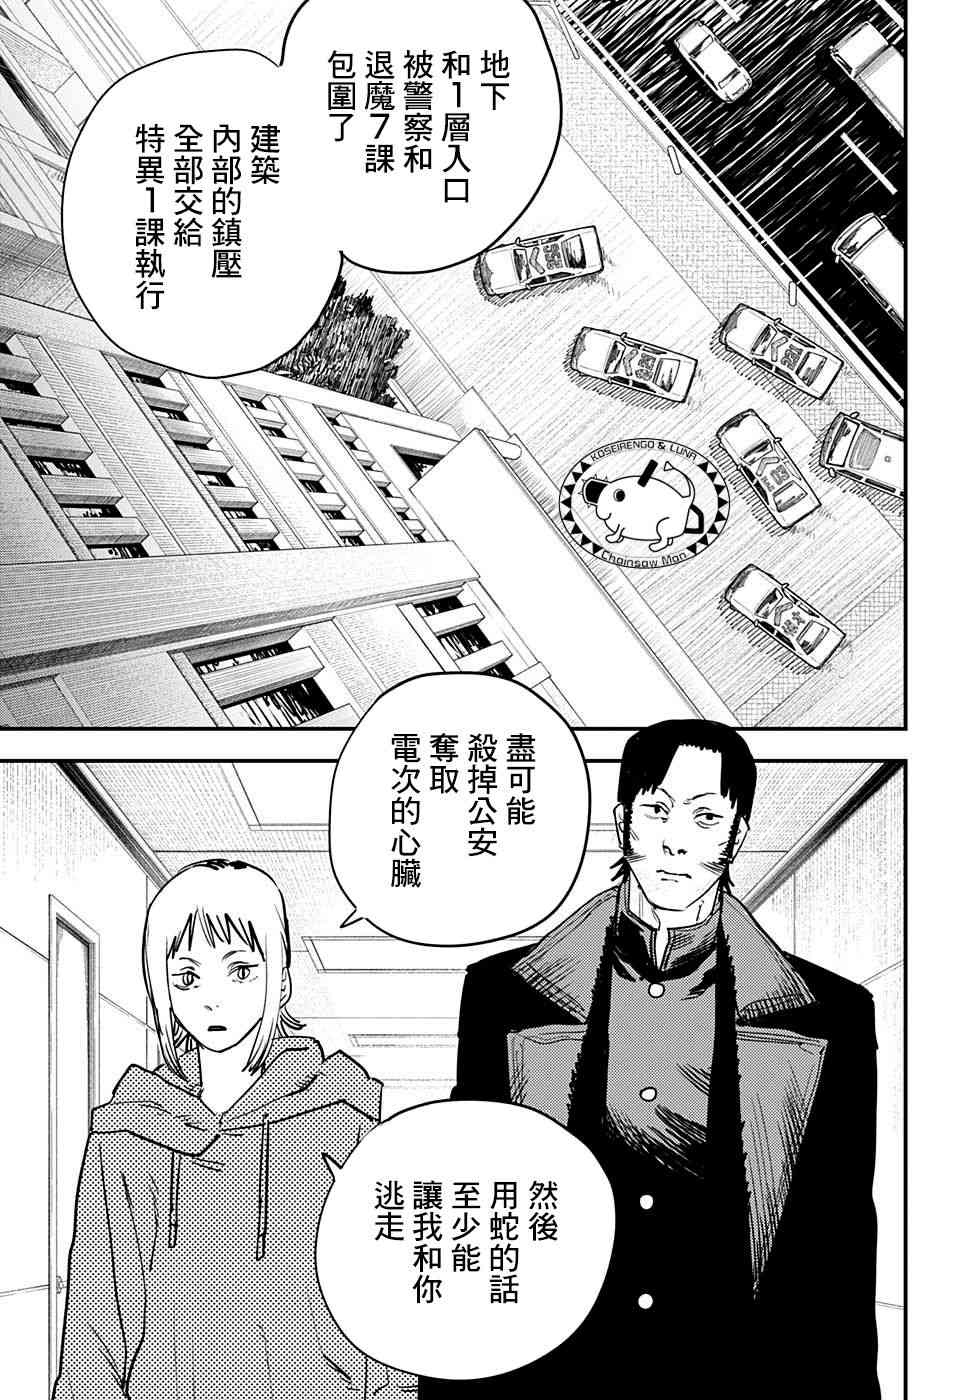 地下
和1層入口
被警察和
退魔7課
包圍了
建築
內部的鎮壓
全部交給
特異1課執行
KOSEIRENGO & LUNA
Chainsaw Man
盡可能
殺掉公安
奪取
電次的心臟
然後
用蛇的話
至少能
讓我和你
逃走